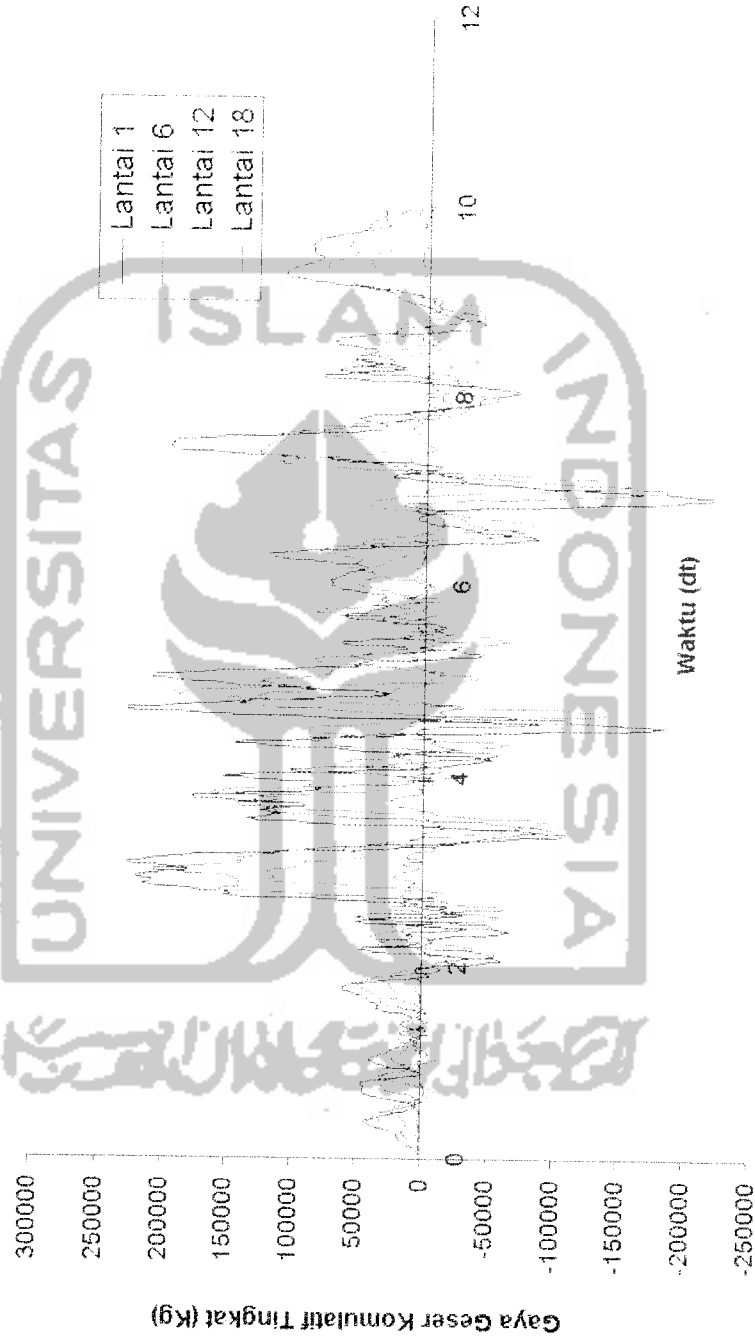 Gaya Geser Komulatif Tingkat (Kg)
300000
250000
200000
150000
100000
50000
0
-50000
-100000
-150000
-200000
-250000
0
2
4
6
8
10
12
Waktu (dt)
Lantai 1
Lantai 6
Lantai 12
Lantai 18
UNIVERSITAS
ISLAM
INDONESIA